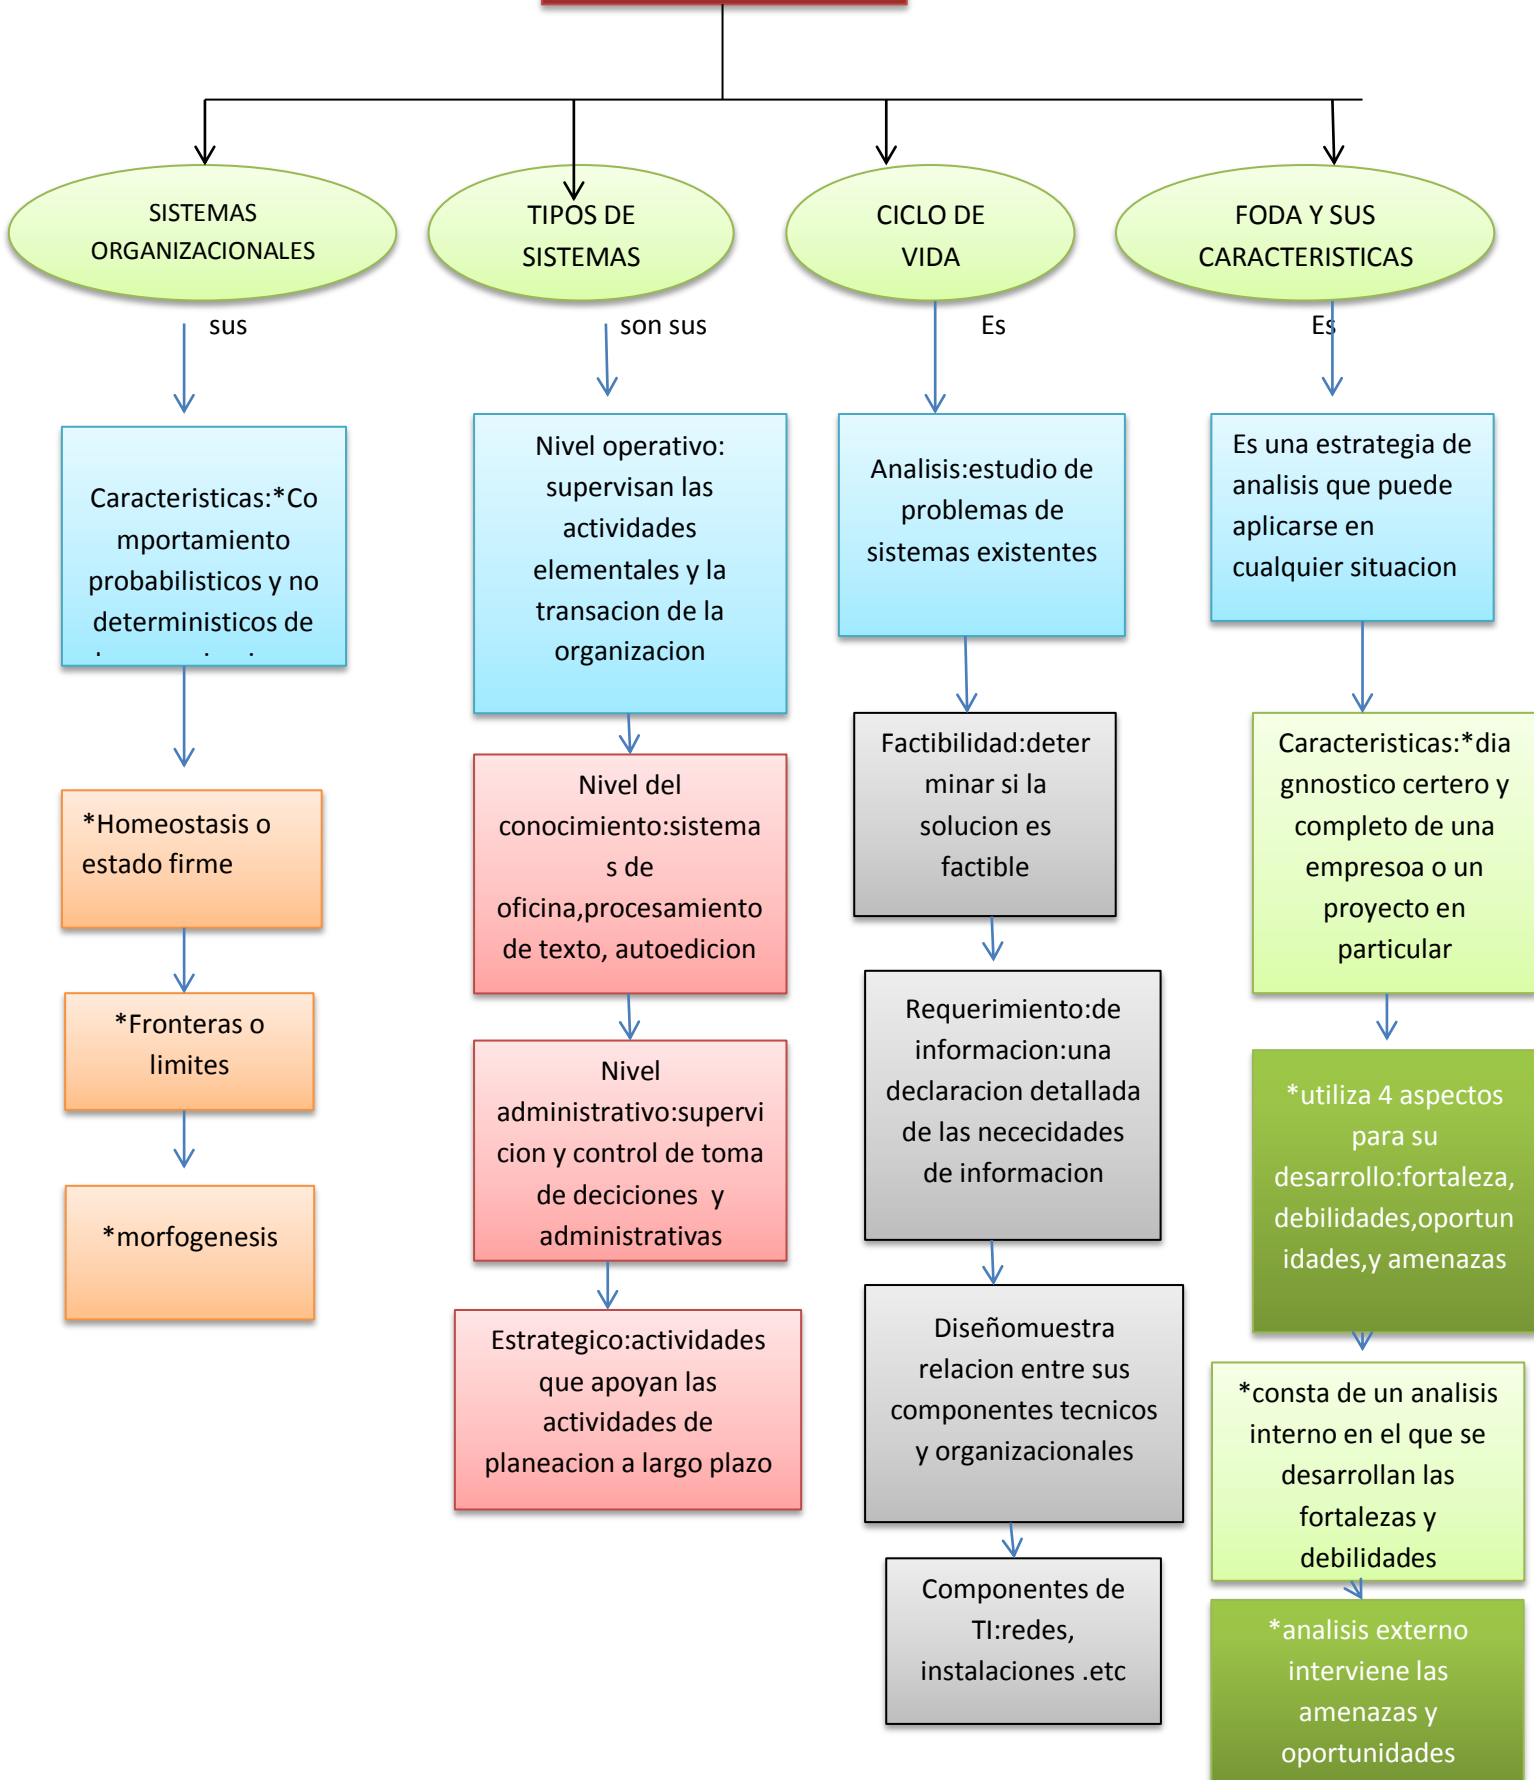 SISTEMAS
ORGANIZACIONALES
sus
Caracteristicas:*Co
mportamiento
probabilisticos y no
deterministicos de
*Homeostasis o
estado firme
*Fronteras o
limites
*morfogenesis
TIPOS DE
SISTEMAS
son sus
Nivel operativo:
supervisan las
actividades
elementales y la
transacion de la
organizacion
Nivel del
conocimiento:sistema
s de
oficina,procesamiento
de texto, autoedicion
Nivel
administrativo:supervi
cion y control de toma
de deciciones  y
administrativas
Estrategico:actividades
que apoyan las
actividades de
planeacion a largo plazo
CICLO DE
VIDA
Es
Analisis:estudio de
problemas de
sistemas existentes
Factibilidad:deter
minar si la
solucion es
factible
Requerimiento:de
informacion:una
declaracion detallada
de las nececidades
de informacion
Diseñomuestra
relacion entre sus
componentes tecnicos
y organizacionales
Componentes de
TI:redes,
instalaciones .etc
FODA Y SUS
CARACTERISTICAS
Es
Es una estrategia de
analisis que puede
aplicarse en
cualquier situacion
Caracteristicas:*dia
gnnostico certero y
completo de una
empresoa o un
proyecto en
particular
*utiliza 4 aspectos
para su
desarrollo:fortaleza,
debilidades,oportun
idades,y amenazas
*consta de un analisis
interno en el que se
desarrollan las
fortalezas y
debilidades
*analisis externo
interviene las
amenazas y
oportunidades